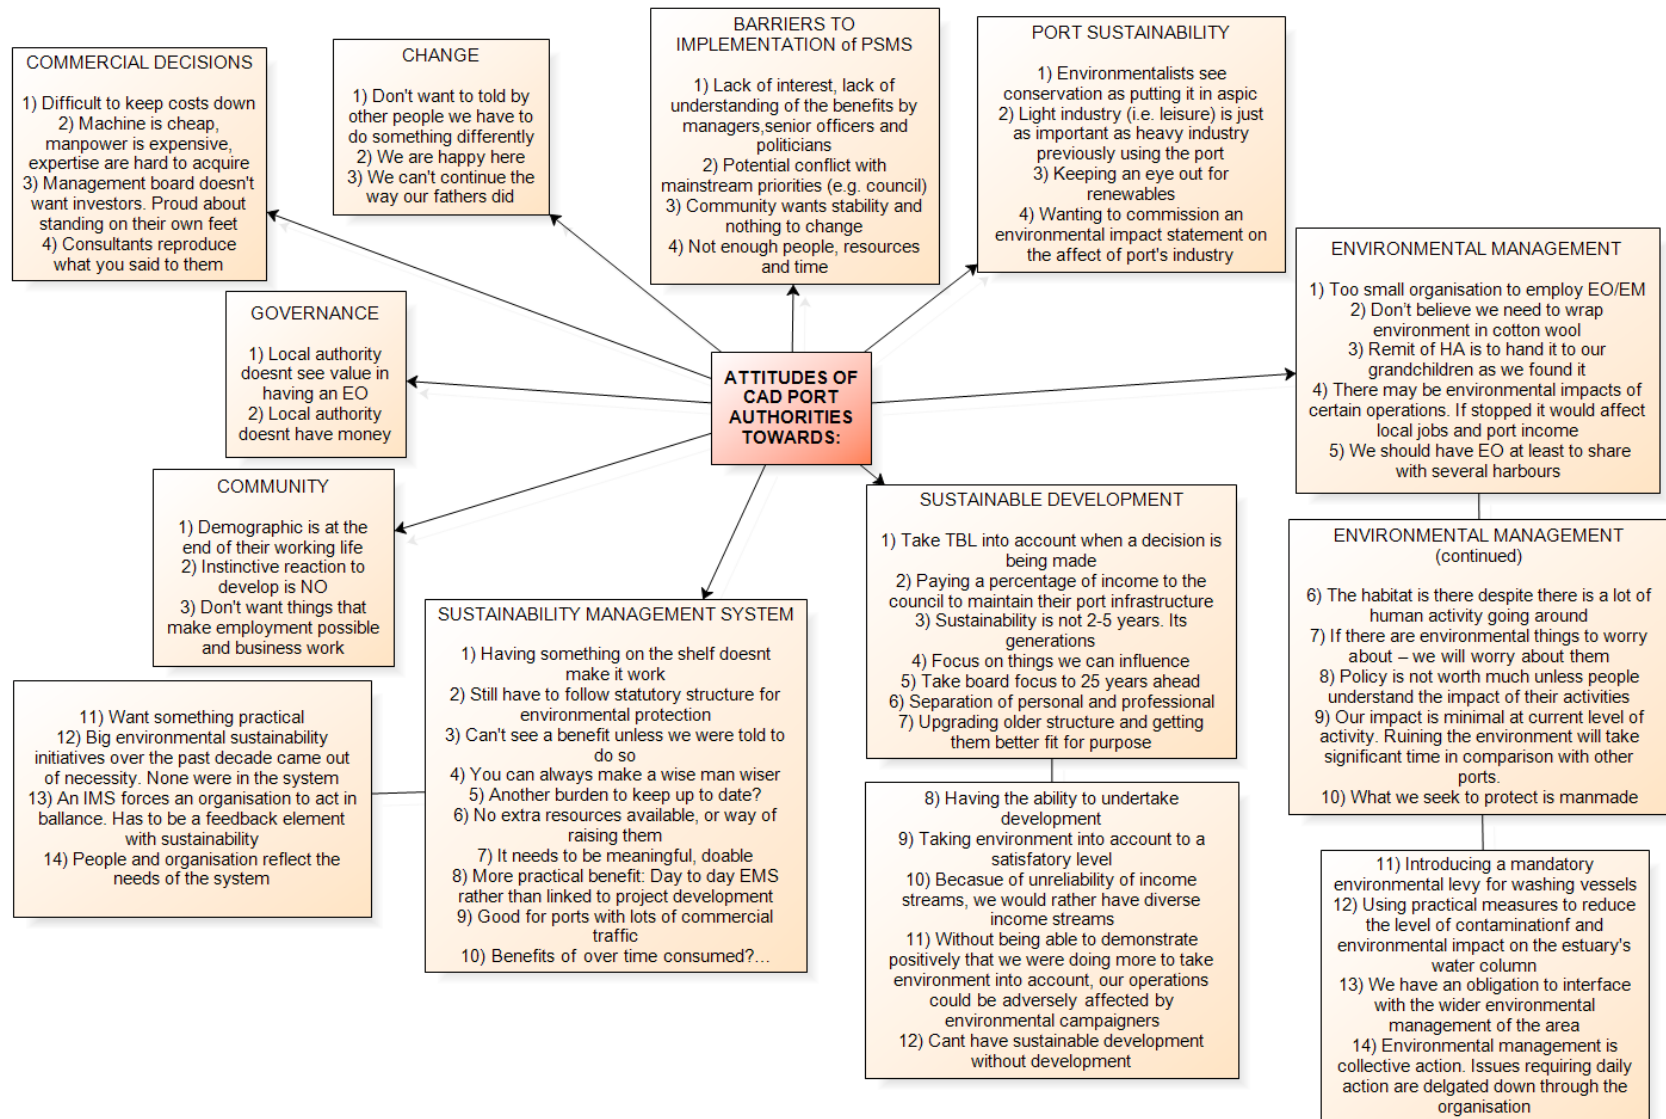 COMMERCIAL DECISIONS
1) Difficult to keep costs down
2) Machine is cheap,
manpower is expensive,
expertise are hard to acquire
3) Management board doesn't
want investors. Proud about
standing on their own feet
4) Consultants reproduce
what you said to them
CHANGE
1) Don't want to told by
other people we have to
do something differently
2) We are happy here
3) We can't continue the
way our fathers did
BARRIERS TO
IMPLEMENTATION of PSMS
1) Lack of interest, lack of
understanding of the benefits by
managers,senior officers and
politicians
2) Potential conflict with
mainstream priorities (e.g. council)
3) Community wants stability and
nothing to change
4) Not enough people, resources
and time
PORT SUSTAINABILITY
1) Environmentalists see
conservation as putting it in aspic
2) Light industry (i.e. leisure) is just
as important as heavy industry
previously using the port
3) Keeping an eye out for
renewables
4) Wanting to commission an
environmental impact statement on
the affect of port's industry
GOVERNANCE
1) Local authority
doesnt see value in
having an EO
2) Local authority
doesnt have money
ATTITUDES OF
CAD PORT
AUTHORITIES
TOWARDS:
ENVIRONMENTAL MANAGEMENT
1) Too small organisation to employ EO/EM
2) Don't believe we need to wrap
environment in cotton wool
3) Remit of HA is to hand it to our
grandchildren as we found it
4) There may be environmental impacts of
certain operations. If stopped it would affect
local jobs and port income
5) We should have EO at least to share
with several harbours
COMMUNITY
1) Demographic is at the
end of their working life
2) Instinctive reaction to
develop is NO
3) Don't want things that
make employment possible
and business work
SUSTAINABLE DEVELOPMENT
1) Take TBL into account when a decision is
being made
2) Paying a percentage of income to the
council to maintain their port infrastructure
3) Sustainability is not 2-5 years. Its
generations
4) Focus on things we can influence
5) Take board focus to 25 years ahead
6) Separation of personal and professional
7) Upgrading older structure and getting
them better fit for purpose
ENVIRONMENTAL MANAGEMENT
(continued)
6) The habitat is there despite there is a lot of
human activity going around
7) If there are environmental things to worry
about – we will worry about them
8) Policy is not worth much unless people
understand the impact of their activities
9) Our impact is minimal at current level of
activity. Ruining the environment will take
significant time in comparison with other
ports.
10) What we seek to protect is manmade
SUSTAINABILITY MANAGEMENT SYSTEM
1) Having something on the shelf doesnt
make it work
2) Still have to follow statutory structure for
environmental protection
3) Can't see a benefit unless we were told to
do so
4) You can always make a wise man wiser
5) Another burden to keep up to date?
6) No extra resources available, or way of
raising them
7) It needs to be meaningful, doable
8) More practical benefit: Day to day EMS
rather than linked to project development
9) Good for ports with lots of commercial
traffic
10) Benefits of over time consumed?...
11) Want something practical
12) Big environmental sustainability
initiatives over the past decade came out
of necessity. None were in the system
13) An IMS forces an organisation to act in
ballance. Has to be a feedback element
with sustainability
14) People and organisation reflect the
needs of the system
8) Having the ability to undertake
development
9) Taking environment into account to a
satisfatory level
10) Becasue of unreliability of income
streams, we would rather have diverse
income streams
11) Without being able to demonstrate
positively that we were doing more to take
environment into account, our operations
could be adversely affected by
environmental campaigners
12) Cant have sustainable development
without development
11) Introducing a mandatory
environmental levy for washing vessels
12) Using practical measures to reduce
the level of contaminationf and
environmental impact on the estuary's
water column
13) We have an obligation to interface
with the wider environmental
management of the area
14) Environmental management is
collective action. Issues requiring daily
action are delgated down through the
organisation